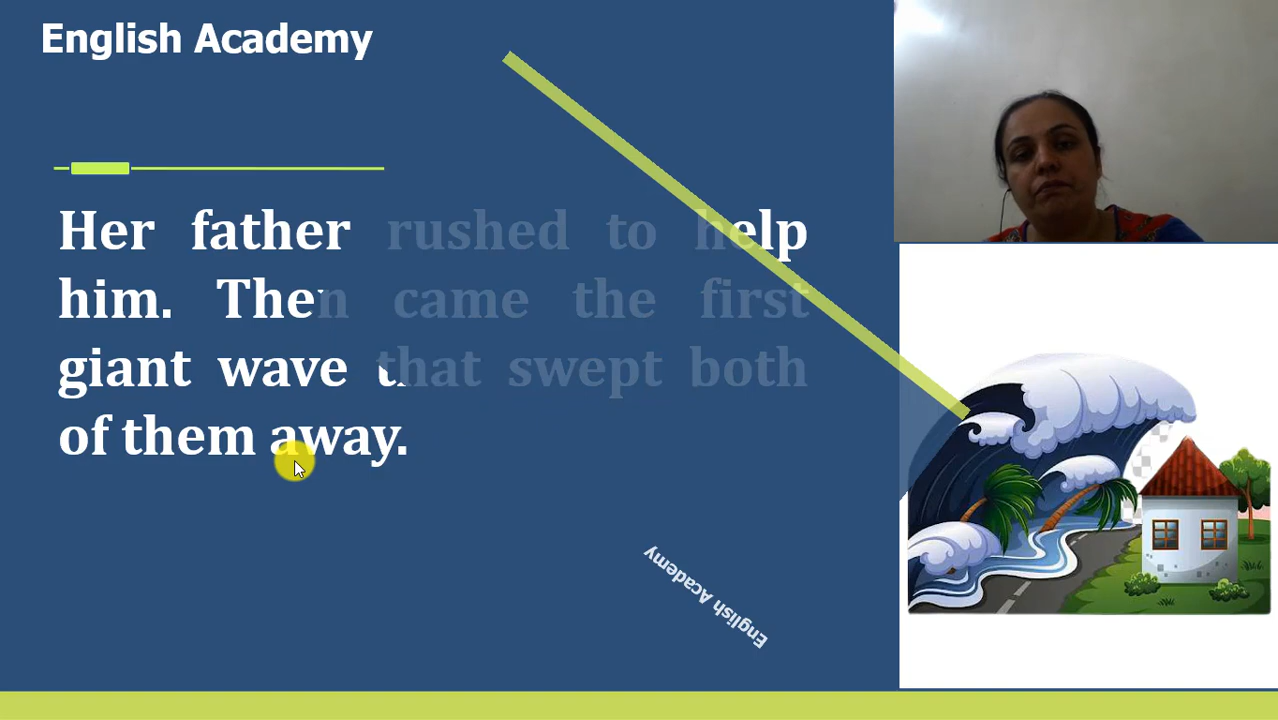 English Academy
Her father rushed to help
him. Then came the first
giant wave that swept both
of them away.
English Academy